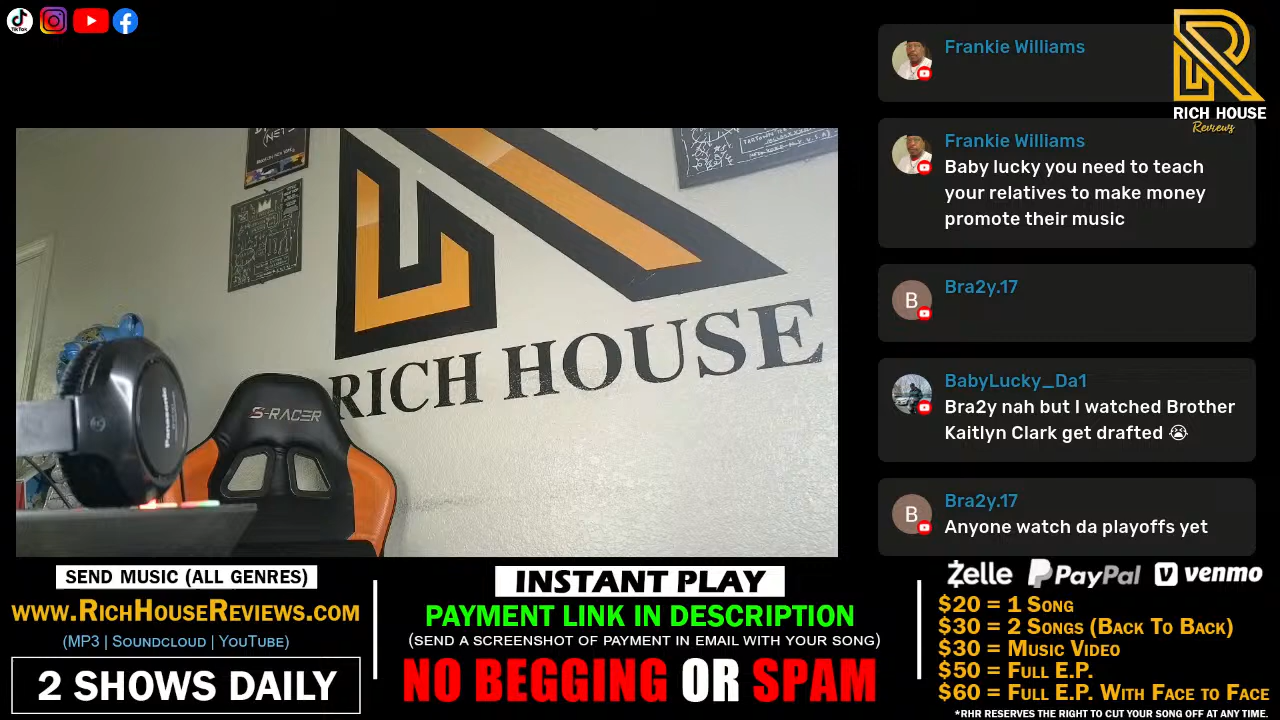 Frankie Williams
RICH HOUSE
Reviews
Frankie Williams
Baby lucky you need to teach
your relatives to make money
promote their music
Bra2y.17
B
BabyLucky_Da1
Bra2y nah but I watched Brother
Kaitlyn Clark get drafted 😭
Bra2y.17
B
Anyone watch da playoffs yet
RICH HOUSE
S-RACER
Panasonic
SEND MUSIC (ALL GENRES)
WWW.RICHHOUSEREVIEWS.COM
(MP3 | SOUNDCLOUD | YOUTUBE)
2 SHOWS DAILY
INSTANT PLAY
PAYMENT LINK IN DESCRIPTION
(SEND A SCREENSHOT OF PAYMENT IN EMAIL WITH YOUR SONG)
NO BEGGING OR SPAM
Zelle PayPal venmo
$20 = 1 SONG
$30 = 2 SONGS (BACK TO BACK)
$30 = MUSIC VIDEO
$50 = FULL E.P.
$60 = FULL E.P. WITH FACE TO FACE
*RHR RESERVES THE RIGHT TO CUT YOUR SONG OFF AT ANY TIME.